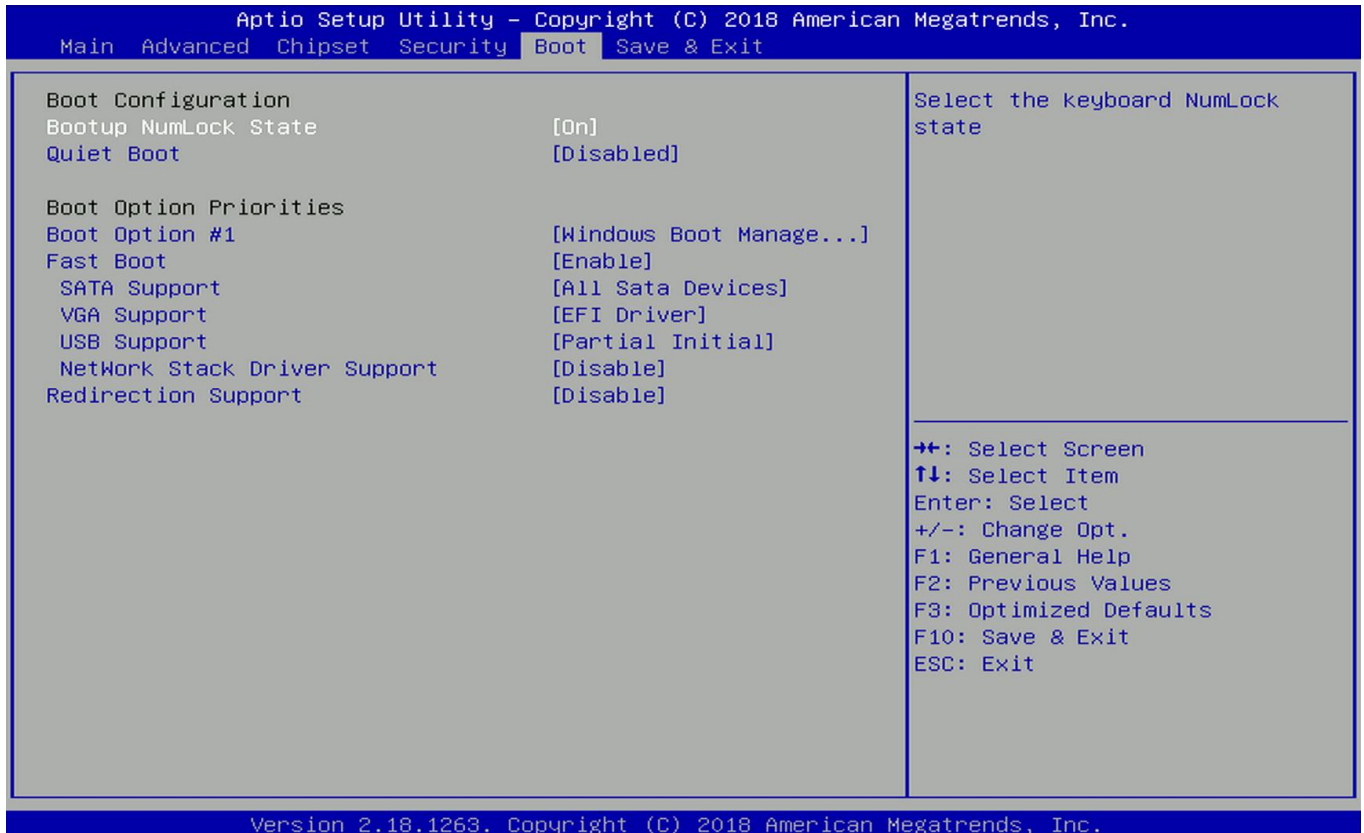 Aptio Setup Utility – Copyright (C) 2018 American Megatrends, Inc.
Main Advanced Chipset Security Boot Save & Exit
Boot Configuration
Bootup NumLock State [On]
Quiet Boot [Disabled]
Boot Option Priorities
Boot Option #1 [Windows Boot Manage...]
Fast Boot [Enable]
SATA Support [All Sata Devices]
VGA Support [EFI Driver]
USB Support [Partial Initial]
NetWork Stack Driver Support [Disable]
Redirection Support [Disable]
Select the keyboard NumLock
state
→←: Select Screen
↑↓: Select Item
Enter: Select
+/-: Change Opt.
F1: General Help
F2: Previous Values
F3: Optimized Defaults
F10: Save & Exit
ESC: Exit
Version 2.18.1263. Copyright (C) 2018 American Megatrends, Inc.